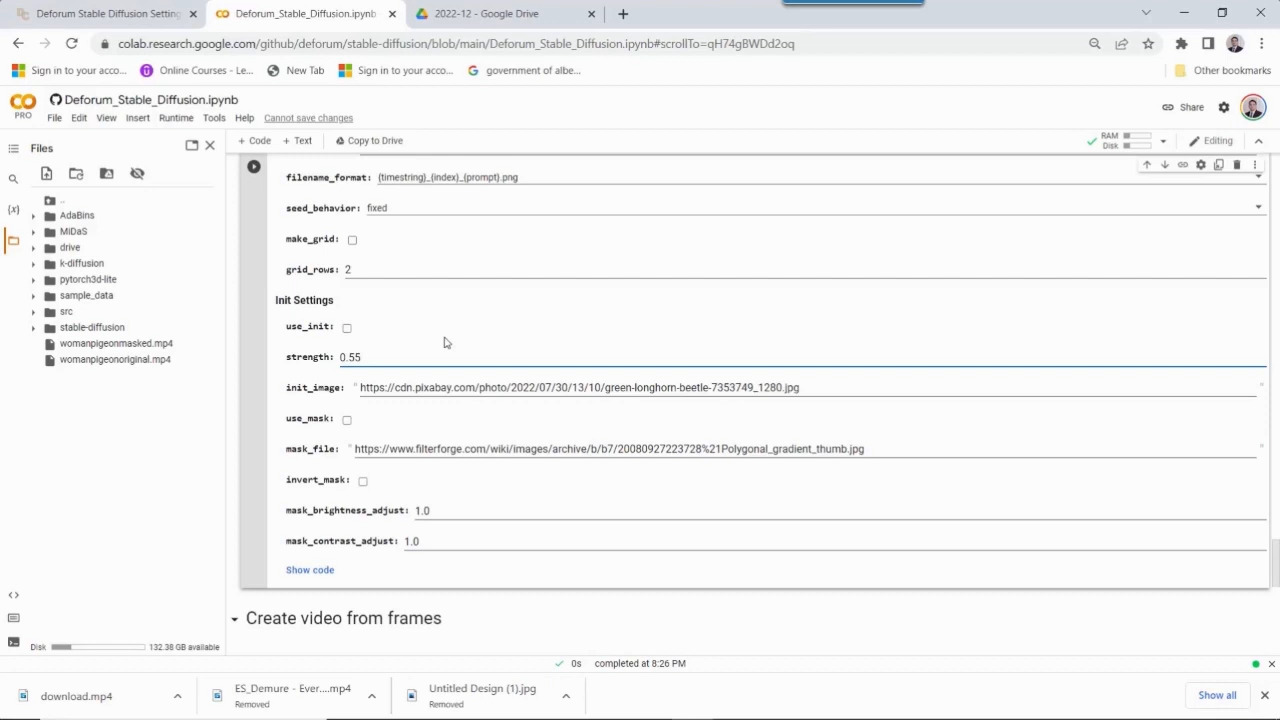 Deforum Stable Diffusion Setting
Deforum_Stable_Diffusion.ipynb
2022-12 - Google Drive
colab.research.google.com/github/deforum/stable-diffusion/blob/main/Deforum_Stable_Diffusion.ipynb#scrollTo=qH74gBWDd2oq
Sign in to your acco...
Online Courses - Le...
New Tab
Sign in to your acco...
government of albe...
Other bookmarks
Deforum_Stable_Diffusion.ipynb
PRO
File Edit View Insert Runtime Tools Help Cannot save changes
Share
Files
+ Code + Text Copy to Drive
RAM
Disk
Editing
..
AdaBins
MiDaS
drive
k-diffusion
pytorch3d-lite
sample_data
src
stable-diffusion
womanpigeonmasked.mp4
womanpigeonoriginal.mp4
Disk 132.38 GB available
filename_format: {timestring}_{index}_{prompt}.png
seed_behavior: fixed
make_grid:
grid_rows: 2
Init Settings
use_init:
strength: 0.55
init_image: " https://cdn.pixabay.com/photo/2022/07/30/13/10/green-longhorn-beetle-7353749_1280.jpg "
use_mask:
mask_file: " https://www.filterforge.com/wiki/images/archive/b/b7/20080927223728%21Polygonal_gradient_thumb.jpg "
invert_mask:
mask_brightness_adjust: 1.0
mask_contrast_adjust: 1.0
Show code
Create video from frames
0s completed at 8:26 PM
download.mp4
ES_Demure - Ever....mp4
Removed
Untitled Design (1).jpg
Removed
Show all